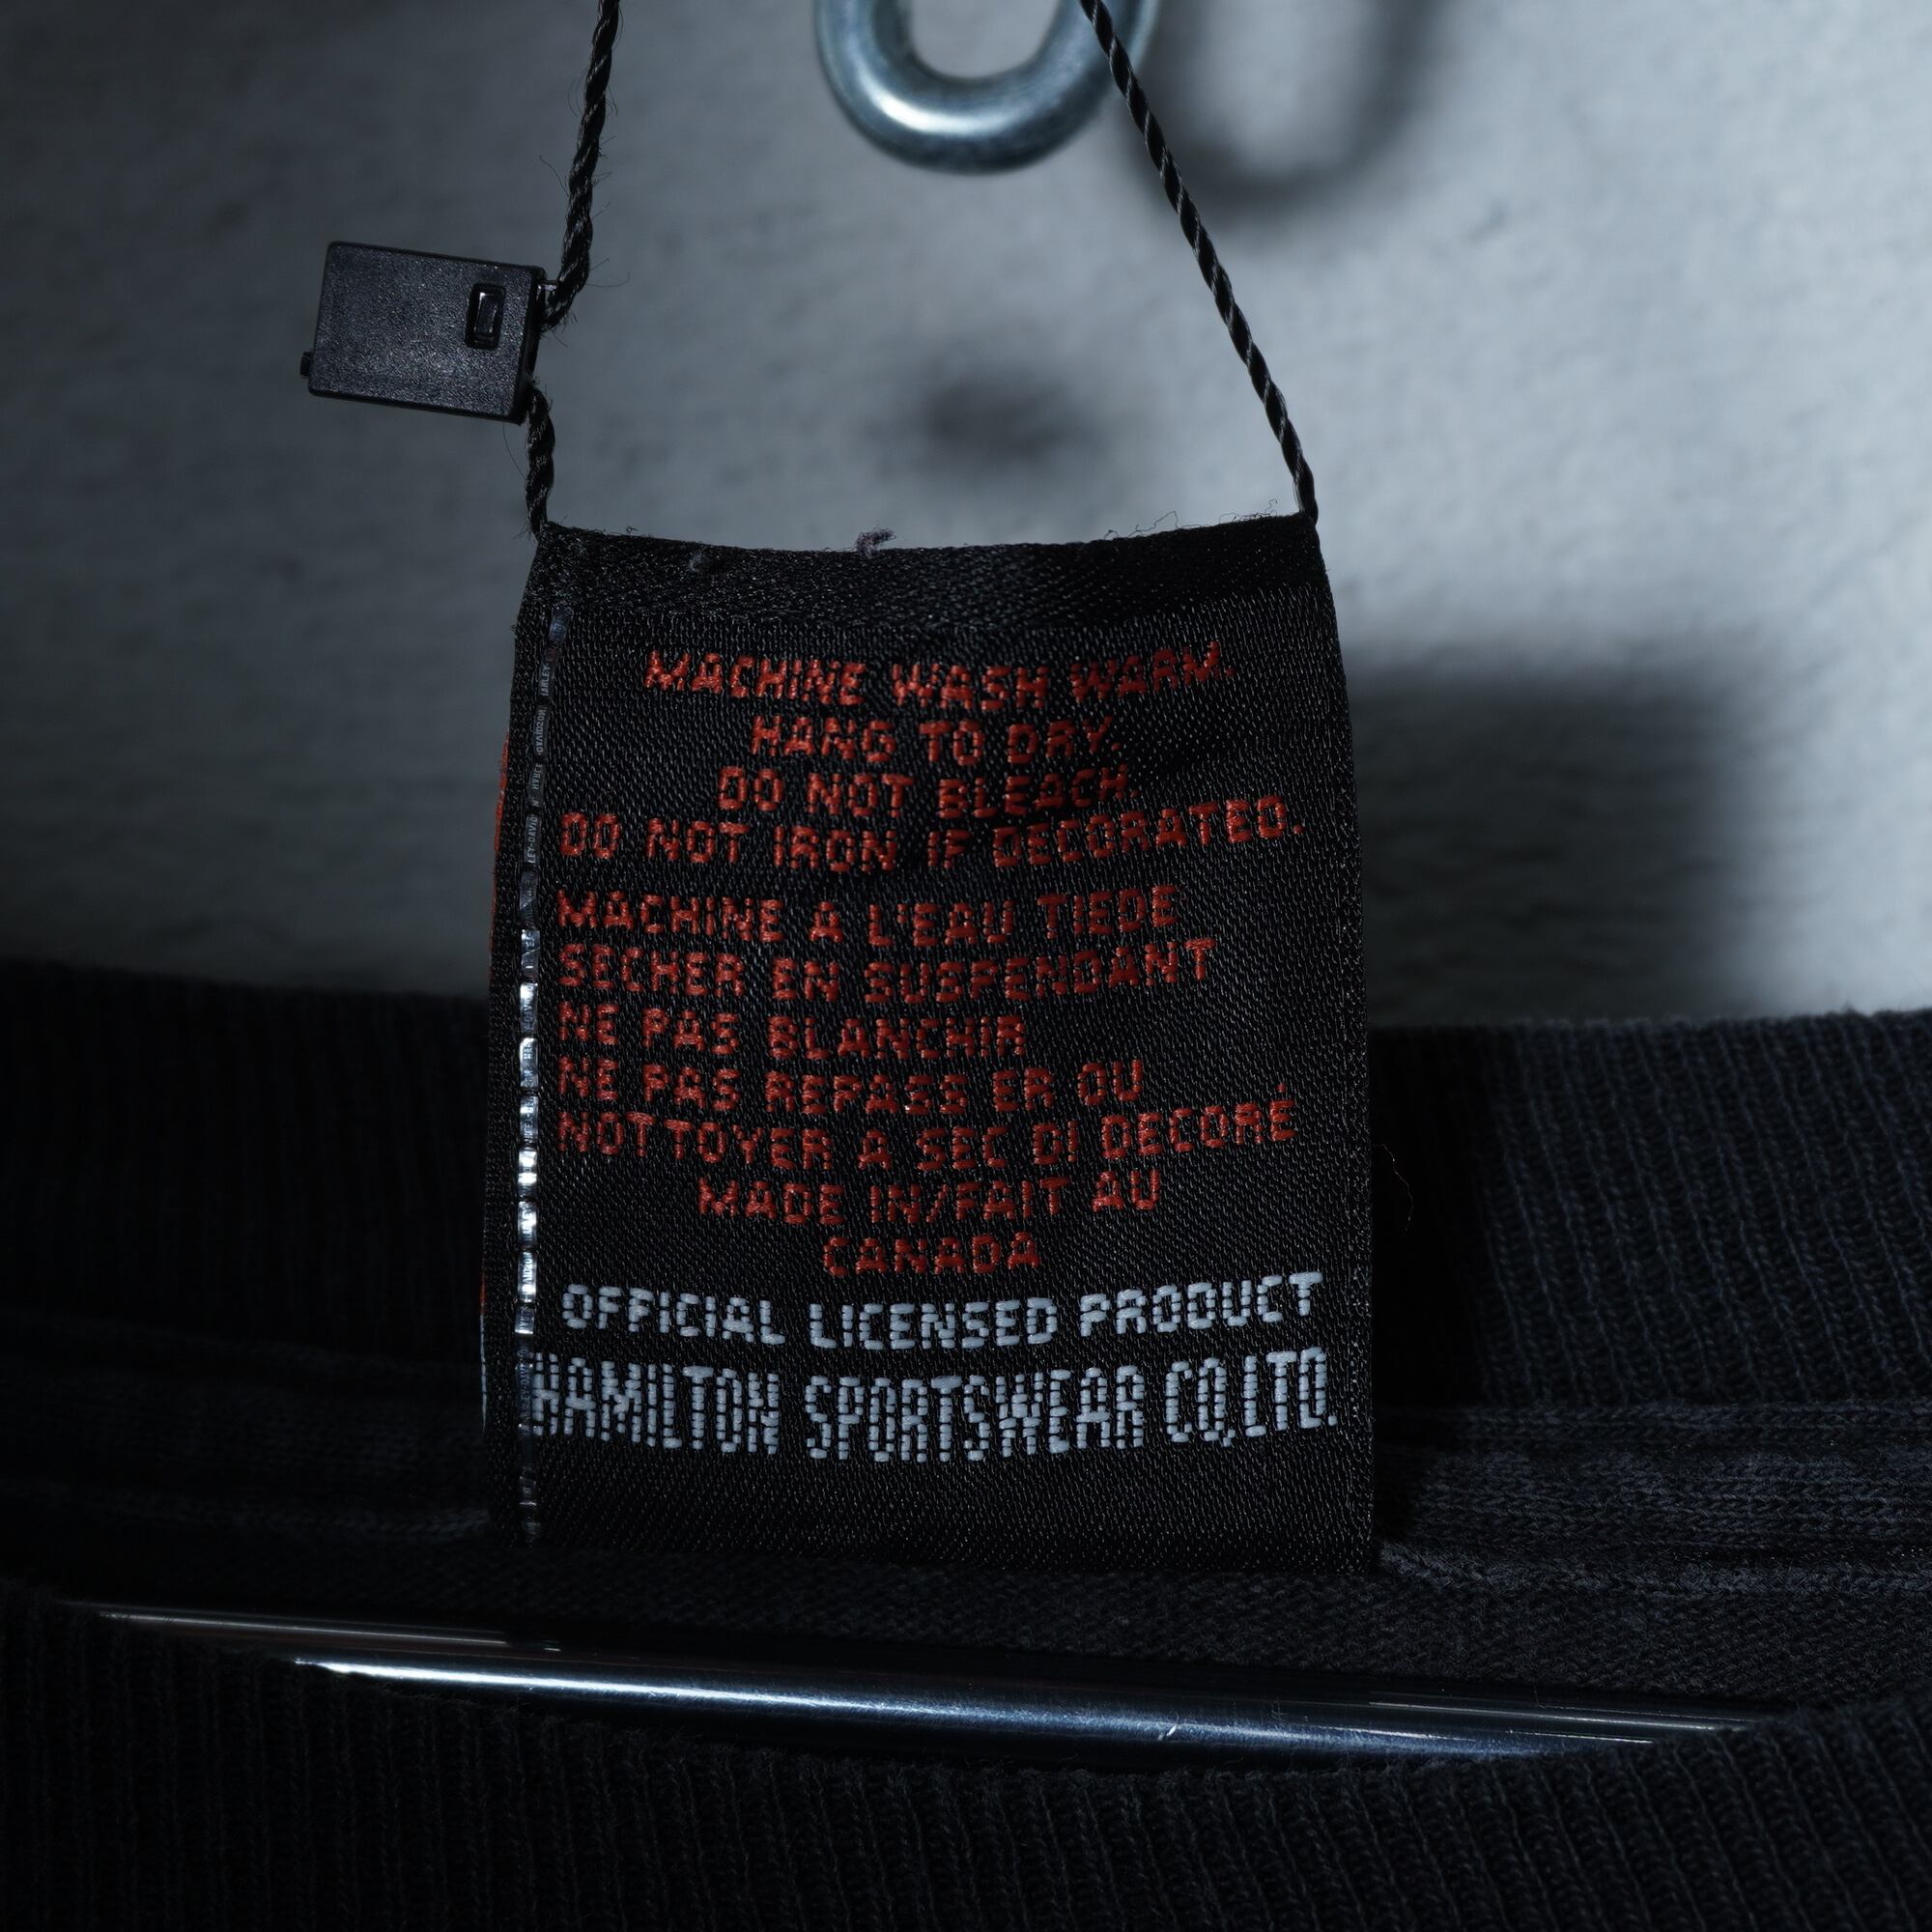 MACHINE WASH WARM.
HANG TO DRY.
DO NOT BLEACH.
DO NOT IRON IF DECORATED.
MACHINE A L'EAU TIEDE
SECHER EN SUSPENDANT
NE PAS BLANCHIR
NE PAS REPASS ER OU
NOTTOYER A SEC DI DECORÉ
MADE IN/FAIT AU
CANADA
OFFICIAL LICENSED PRODUCT
HAMILTON SPORTSWEAR CO,LTD.